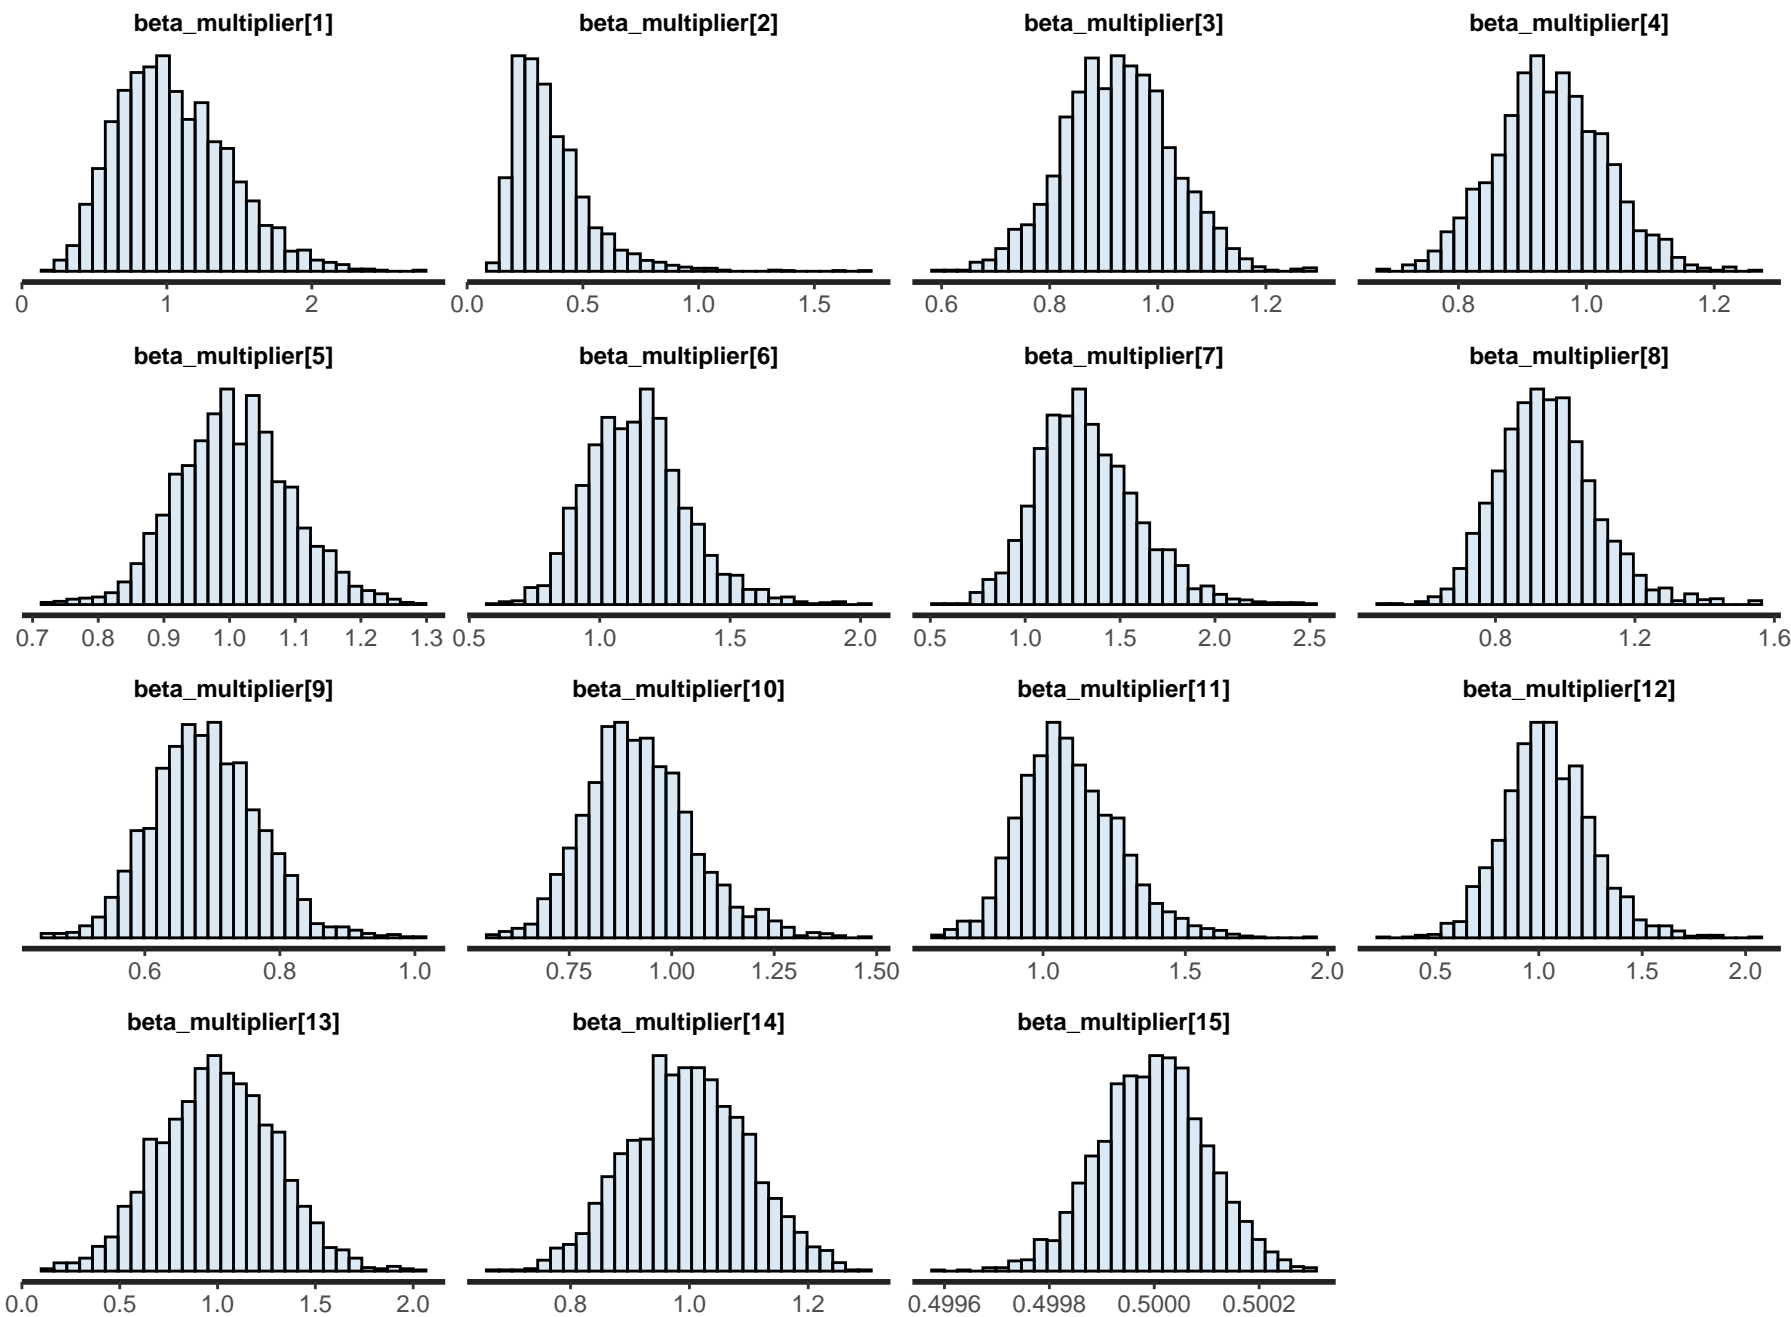 beta_multiplier[1] beta_multiplier[2] beta_multiplier[3] beta_multiplier[4]
0 1 2 0.0 0.5 1.0 1.5 0.6 0.8 1.0 1.2 0.8 1.0 1.2
beta_multiplier[5] beta_multiplier[6] beta_multiplier[7] beta_multiplier[8]
0.7 0.8 0.9 1.0 1.1 1.2 1.3 0.5 1.0 1.5 2.0 0.5 1.0 1.5 2.0 2.5 0.8 1.2 1.6
beta_multiplier[9] beta_multiplier[10] beta_multiplier[11] beta_multiplier[12]
0.6 0.8 1.0 0.75 1.00 1.25 1.50 1.0 1.5 2.0 0.5 1.0 1.5 2.0
beta_multiplier[13] beta_multiplier[14] beta_multiplier[15]
0.0 0.5 1.0 1.5 2.0 0.8 1.0 1.2 0.4996 0.4998 0.5000 0.5002